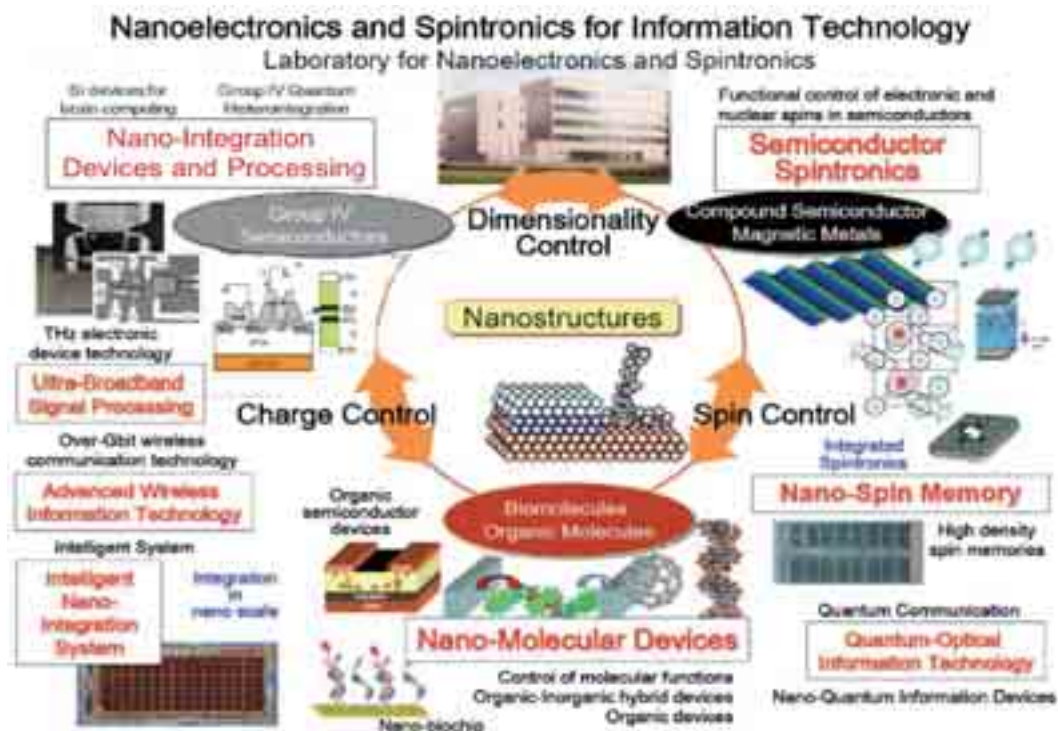 Nanoelectronics and Spintronics for Information Technology
Laboratory for Nanoelectronics and Spintronics
Si devices for
brain computing
Group IV Quantum
Heterointegration
Nano-Integration
Devices and Processing
Functional control of electronic and
nuclear spins in semiconductors
Semiconductor
Spintronics
Group IV
Semiconductors
Dimensionality
Control
Compound Semiconductor
Magnetic Metals
Nanostructures
THz electronic
device technology
Ultra-Broadband
Signal Processing
Charge Control
Spin Control
Over-Gbit wireless
communication technology
Advanced Wireless
Information Technology
Integrated
Spintronics
Nano-Spin Memory
High density
spin memories
Organic
semiconductor
devices
Biomolecules
Organic Molecules
Intelligent System
Intelligent
Nano-
Integration
System
Integration
in
nano scale
Nano-Molecular Devices
Control of molecular functions
Organic-Inorganic hybrid devices
Organic devices
Nano-biochip
Quantum Communication
Quantum-Optical
Information Technology
Nano-Quantum Information Devices